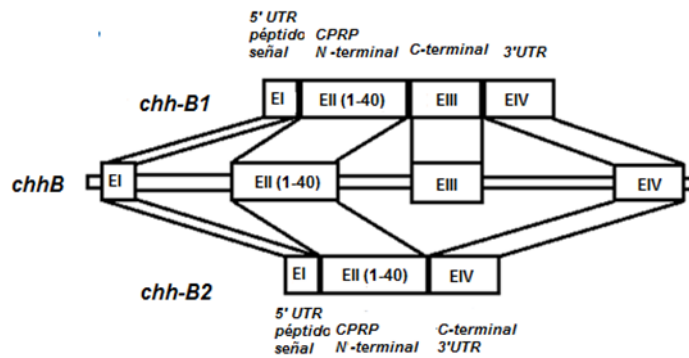 5' UTR
péptido
señal
CPRP
N -terminal
C-terminal
3'UTR
chh-B1
EI
EII (1-40)
EIII
EIV
chhB
EI
EII (1-40)
EIII
EIV
chh-B2
EI
EII (1-40)
EIV
5' UTR
péptido
señal
CPRP
N -terminal
C-terminal
3'UTR